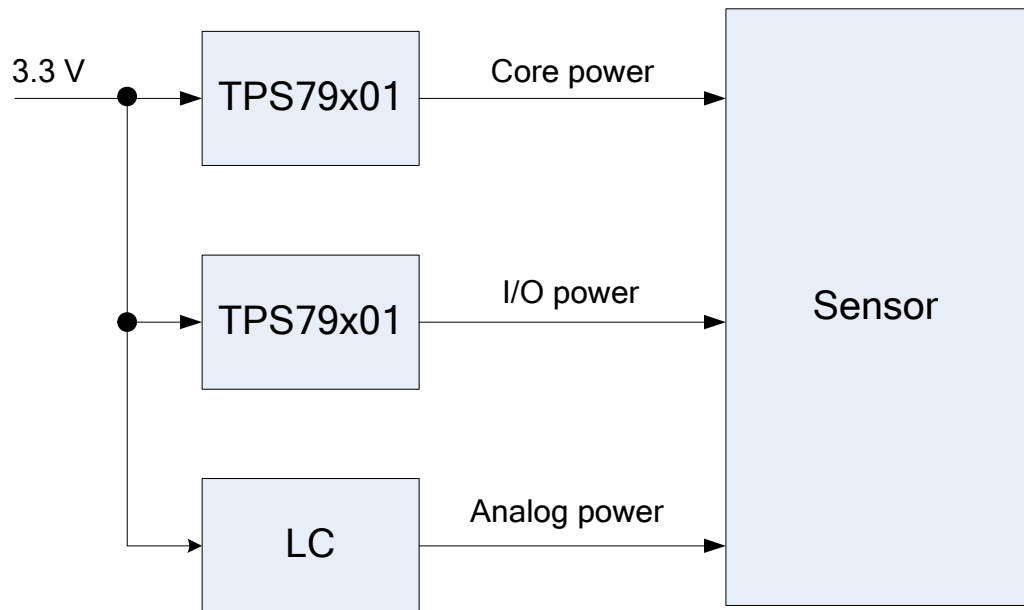 3.3 V
TPS79x01
Core power
TPS79x01
I/O power
Sensor
LC
Analog power